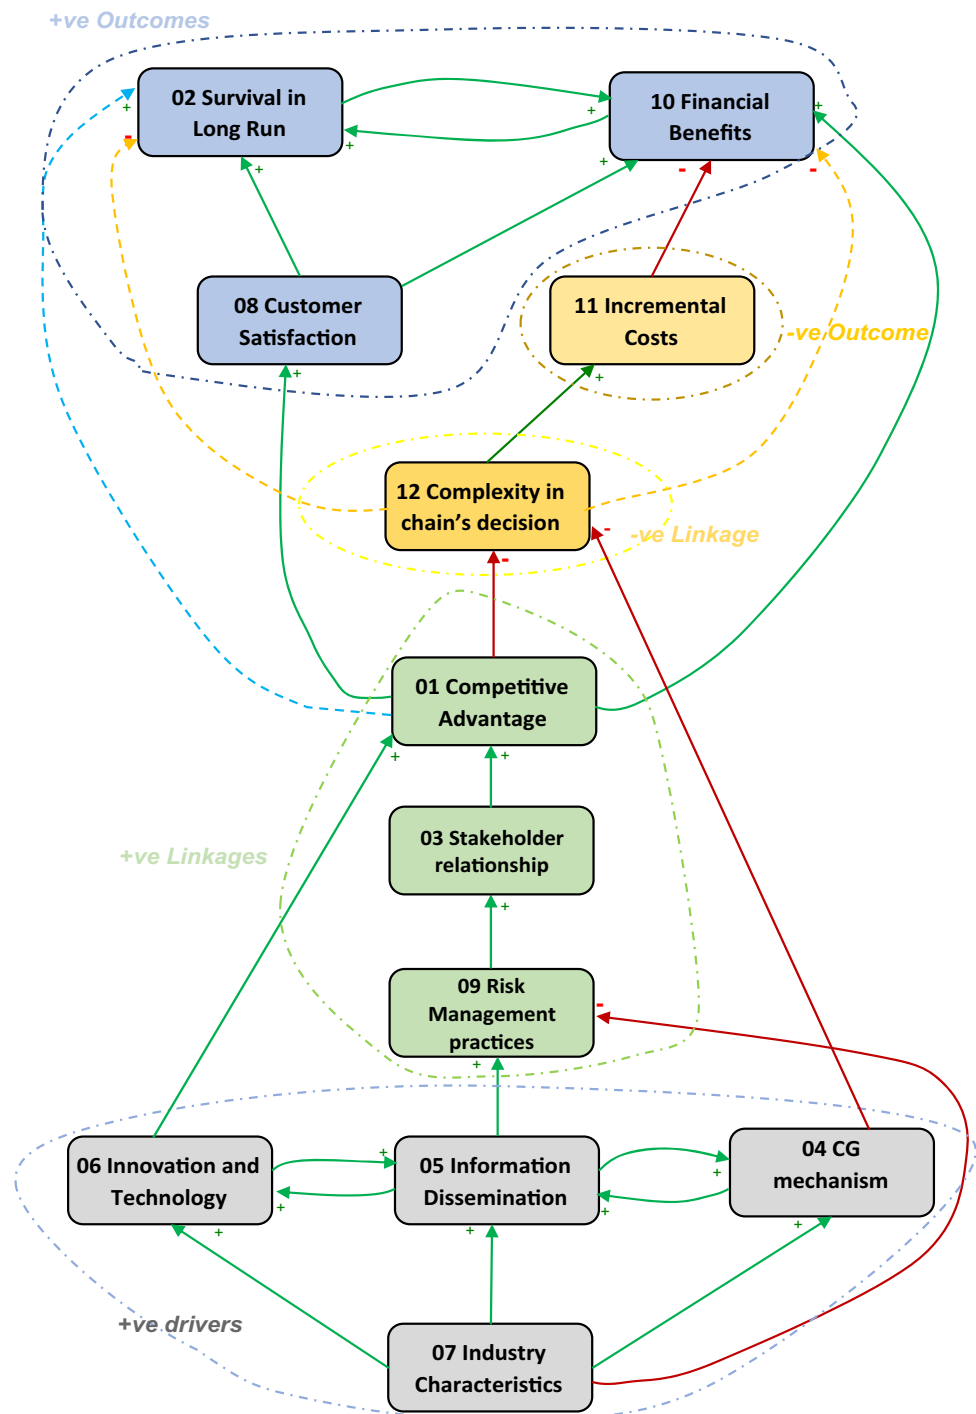 +ve Outcomes
02 Survival in
Long Run
10 Financial
Benefits
+
-
+
+
+
+
+
-
-
08 Customer
Satisfaction
11 Incremental
Costs
-ve Outcome
+
+
12 Complexity in
chain's decision
-
-ve Linkage
-
01 Competitive
Advantage
+
+
03 Stakeholder
relationship
+ve Linkages
+
09 Risk
Management
practices
-
+
06 Innovation and
Technology
05 Information
Dissemination
04 CG
mechanism
+
+
+
+
+
+
+
+ve drivers
07 Industry
Characteristics